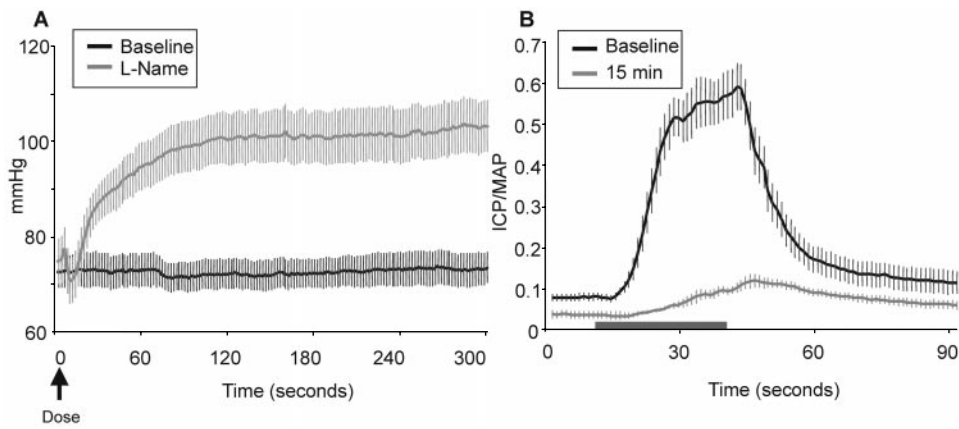 A
Baseline
L-Name
120
100
80
60
mmHg
0 60 120 180 240 300
Time (seconds)
Dose
B
Baseline
15 min
0.7
0.6
0.5
0.4
0.3
0.2
0.1
0
ICP/MAP
0 30 60 90
Time (seconds)